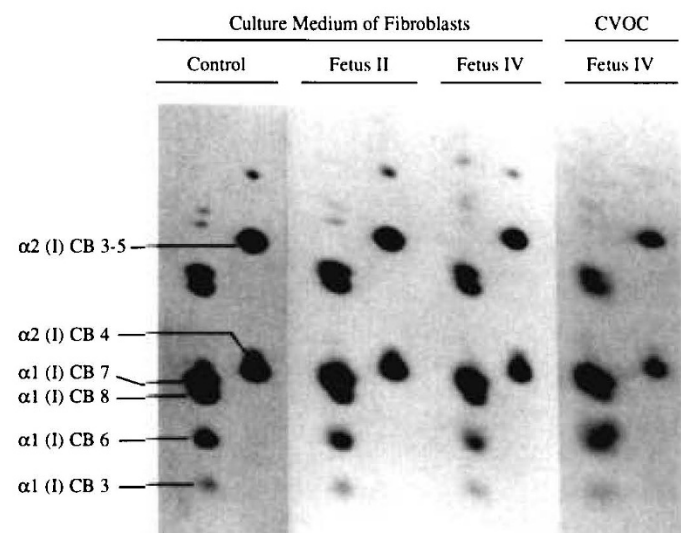 Culture Medium of Fibroblasts CVOC
Control Fetus II Fetus IV Fetus IV
α2 (I) CB 3-5
α2 (I) CB 4
α1 (I) CB 7
α1 (I) CB 8
α1 (I) CB 6
α1 (I) CB 3